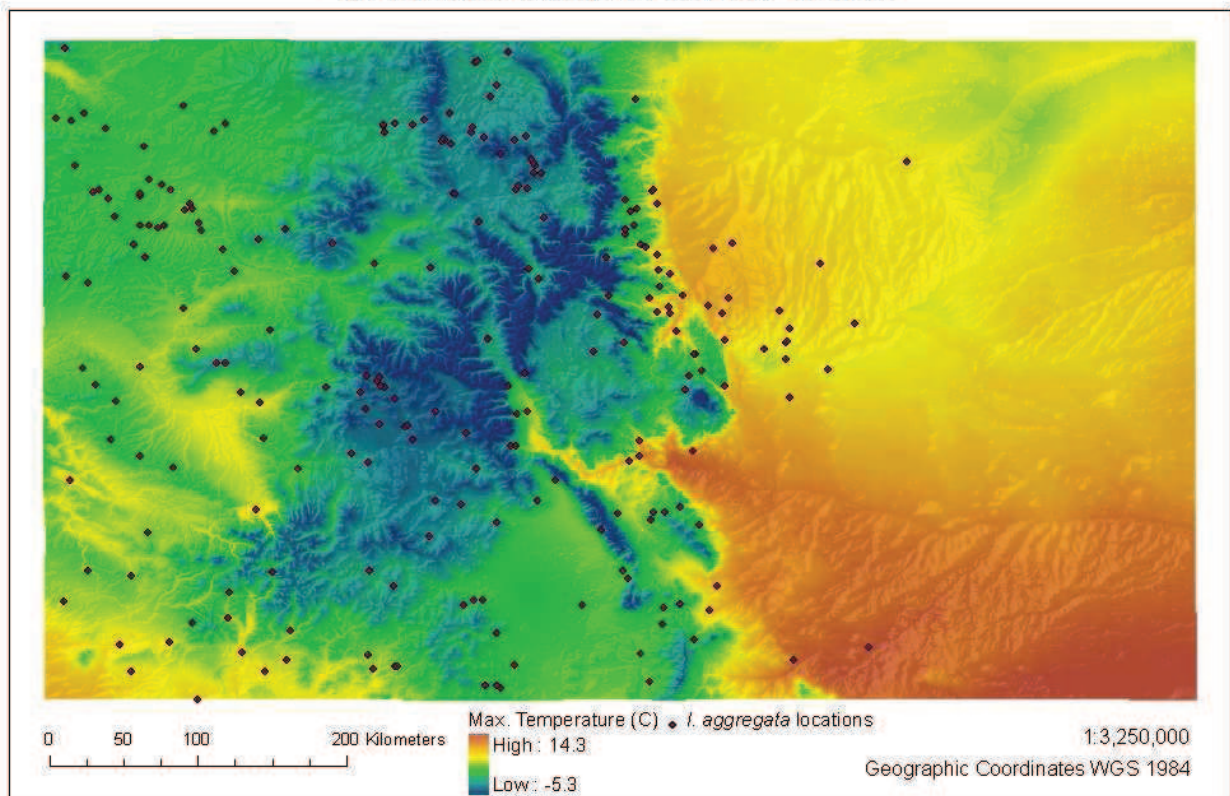 Max. Temperature (C) I. aggregata locations
High : 14.3
Low : -5.3
0 50 100 200 Kilometers
1:3,250,000
Geographic Coordinates WGS 1984